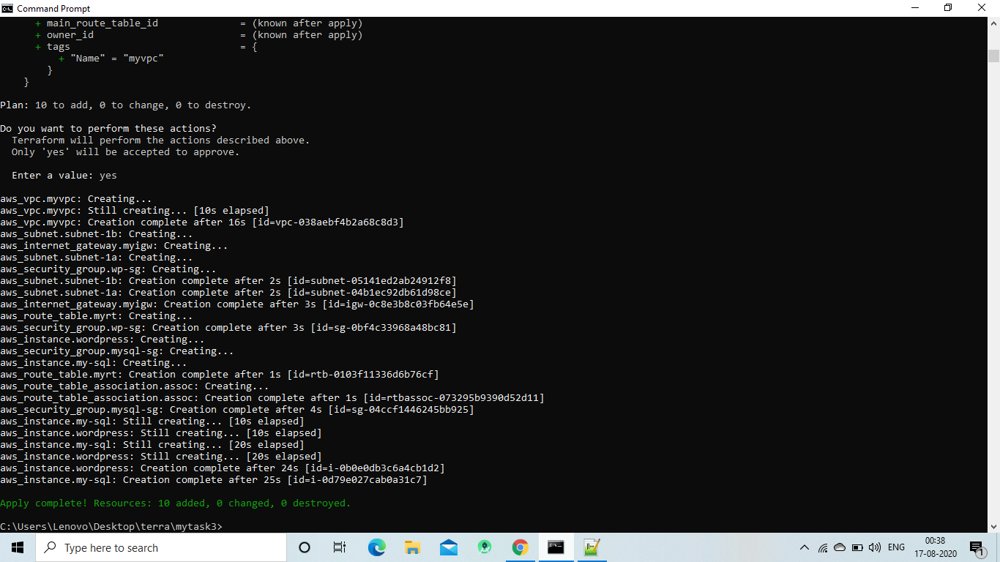 Command Prompt
+ main_route_table_id = (known after apply)
+ owner_id = (known after apply)
+ tags = {
+ "Name" = "myvpc"
}
}
Plan: 10 to add, 0 to change, 0 to destroy.
Do you want to perform these actions?
Terraform will perform the actions described above.
Only 'yes' will be accepted to approve.
Enter a value: yes
aws_vpc.myvpc: Creating...
aws_vpc.myvpc: Still creating... [10s elapsed]
aws_vpc.myvpc: Creation complete after 16s [id=vpc-038aebf4b2a68c8d3]
aws_subnet.subnet-1b: Creating...
aws_internet_gateway.myigw: Creating...
aws_subnet.subnet-1a: Creating...
aws_security_group.wp-sg: Creating...
aws_subnet.subnet-1b: Creation complete after 2s [id=subnet-05141ed2ab24912f8]
aws_subnet.subnet-1a: Creation complete after 2s [id=subnet-04b1ec92db61d98ce]
aws_internet_gateway.myigw: Creation complete after 3s [id=igw-0c8e3b8c03fb64e5e]
aws_route_table.myrt: Creating...
aws_security_group.wp-sg: Creation complete after 3s [id=sg-0bf4c33968a48bc81]
aws_instance.wordpress: Creating...
aws_security_group.mysql-sg: Creating...
aws_instance.my-sql: Creating...
aws_route_table.myrt: Creation complete after 1s [id=rtb-0103f11336d6b76cf]
aws_route_table_association.assoc: Creating...
aws_route_table_association.assoc: Creation complete after 1s [id=rtbassoc-073295b9390d52d11]
aws_security_group.mysql-sg: Creation complete after 4s [id=sg-04ccf1446245bb925]
aws_instance.my-sql: Still creating... [10s elapsed]
aws_instance.wordpress: Still creating... [10s elapsed]
aws_instance.my-sql: Still creating... [20s elapsed]
aws_instance.wordpress: Still creating... [20s elapsed]
aws_instance.wordpress: Creation complete after 24s [id=i-0b0e0db3c6a4cb1d2]
aws_instance.my-sql: Creation complete after 25s [id=i-0d79e027cab0a31c7]
Apply complete! Resources: 10 added, 0 changed, 0 destroyed.
C:\Users\Lenovo\Desktop\terra\mytask3>
Type here to search
ENG
00:38
17-08-2020
1